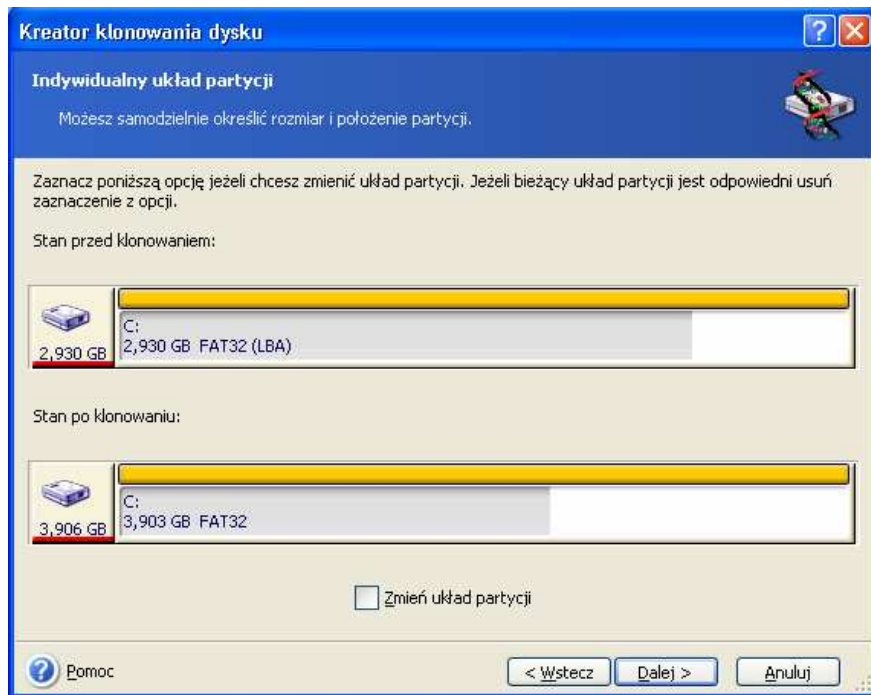 Kreator klonowania dysku
Indywidualny układ partycji
Możesz samodzielnie określić rozmiar i położenie partycji.
Zaznacz poniższą opcję jeżeli chcesz zmienić układ partycji. Jeżeli bieżący układ partycji jest odpowiedni usuń
zaznaczenie z opcji.
Stan przed klonowaniem:
C:
2,930 GB 2,930 GB FAT32 (LBA)
Stan po klonowaniu:
C:
3,906 GB 3,903 GB FAT32
Zmień układ partycji
Pomoc < Wstecz Dalej > Anuluj